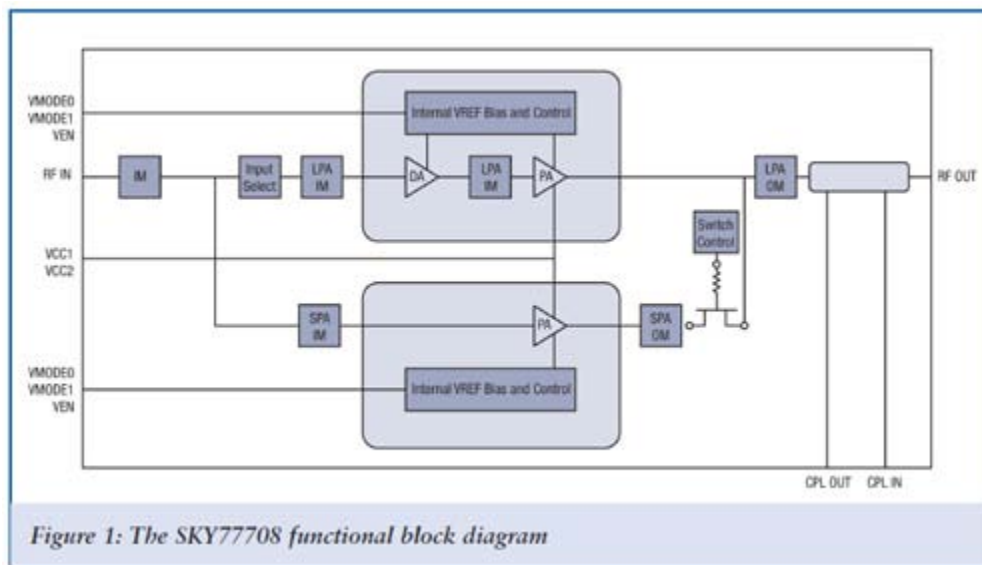 VMODE0
VMODE1
VEN
Internal VREF Bias and Control
RF IN
IM
Input
Select
LPA
IM
DA
LPA
IM
PA
LPA
OM
RF OUT
Switch
Control
VCC1
VCC2
SPA
IM
PA
SPA
OM
VMODE0
VMODE1
VEN
Internal VREF Bias and Control
CPL OUT
CPL IN
Figure 1: The SKY77708 functional block diagram